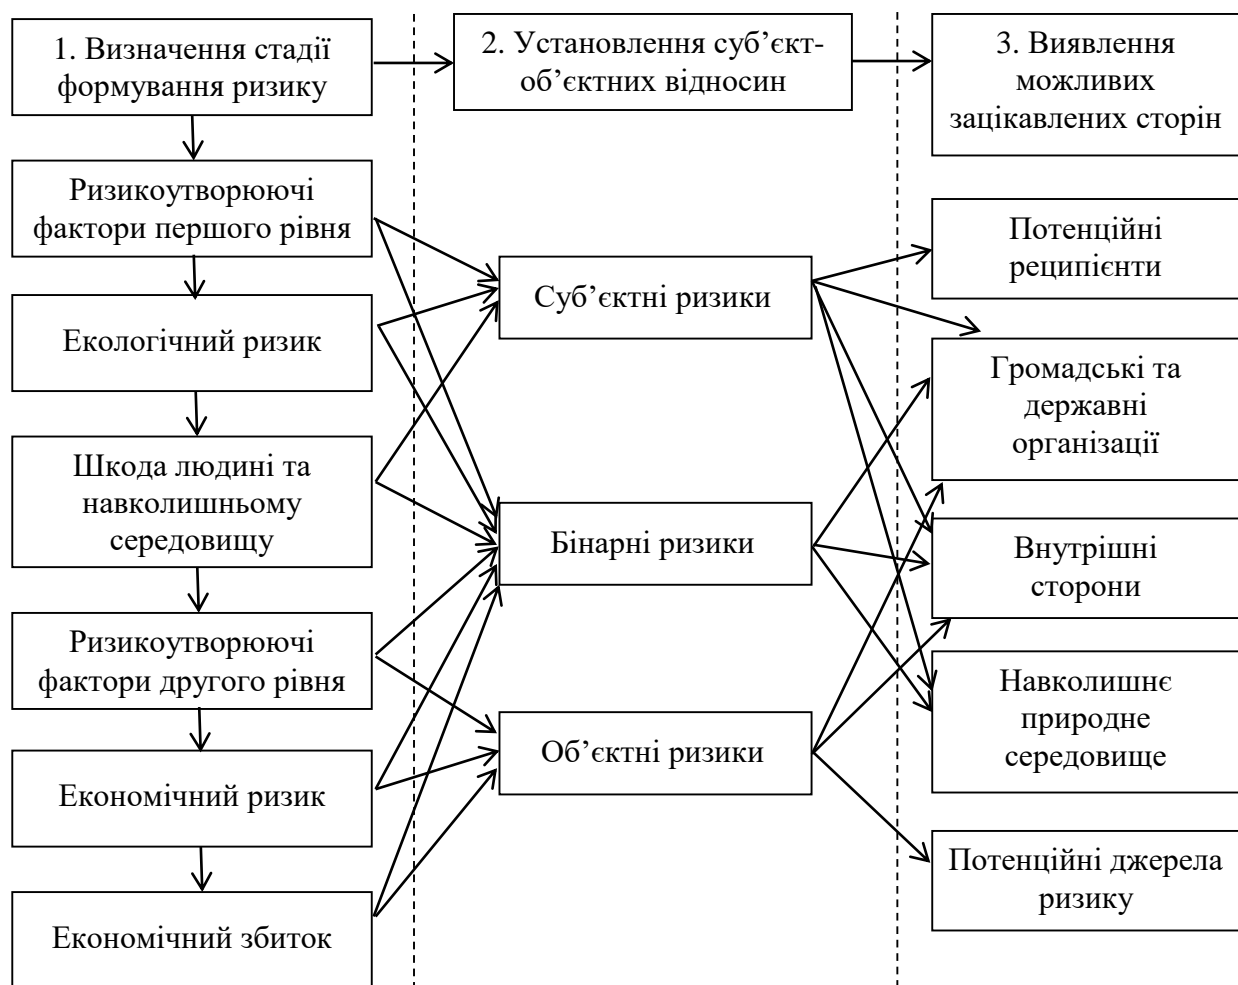 1. Визначення стадії
формування ризику
2. Установлення суб’єкт-
об’єктних відносин
3. Виявлення
можливих
зацікавлених сторін
Ризикоутворюючі
фактори першого рівня
Екологічний ризик
Шкода людині та
навколишньому
середовищу
Ризикоутворюючі
фактори другого рівня
Економічний ризик
Економічний збиток
Суб’єктні ризики
Бінарні ризики
Об’єктні ризики
Потенційні
реципієнти
Громадські та
державні
організації
Внутрішні
сторони
Навколишнє
природне
середовище
Потенційні джерела
ризику